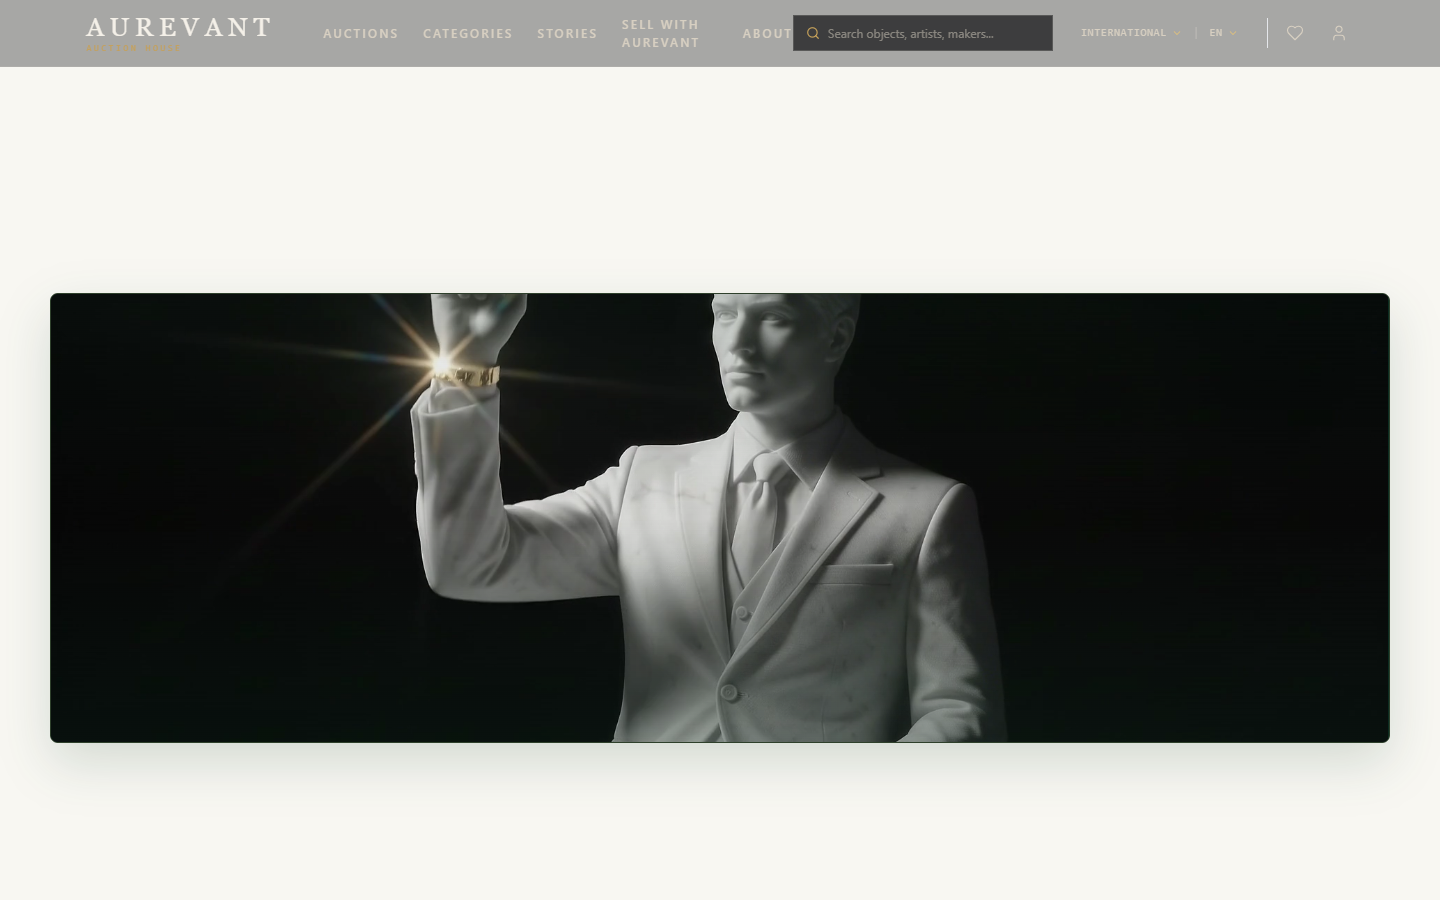 AUREVANT
AUCTIONS
CATEGORIES
STORIES
SELL WITH
AUREVANT
ABOUT
Search objects, artists, makers...
INTERNATIONAL
EN